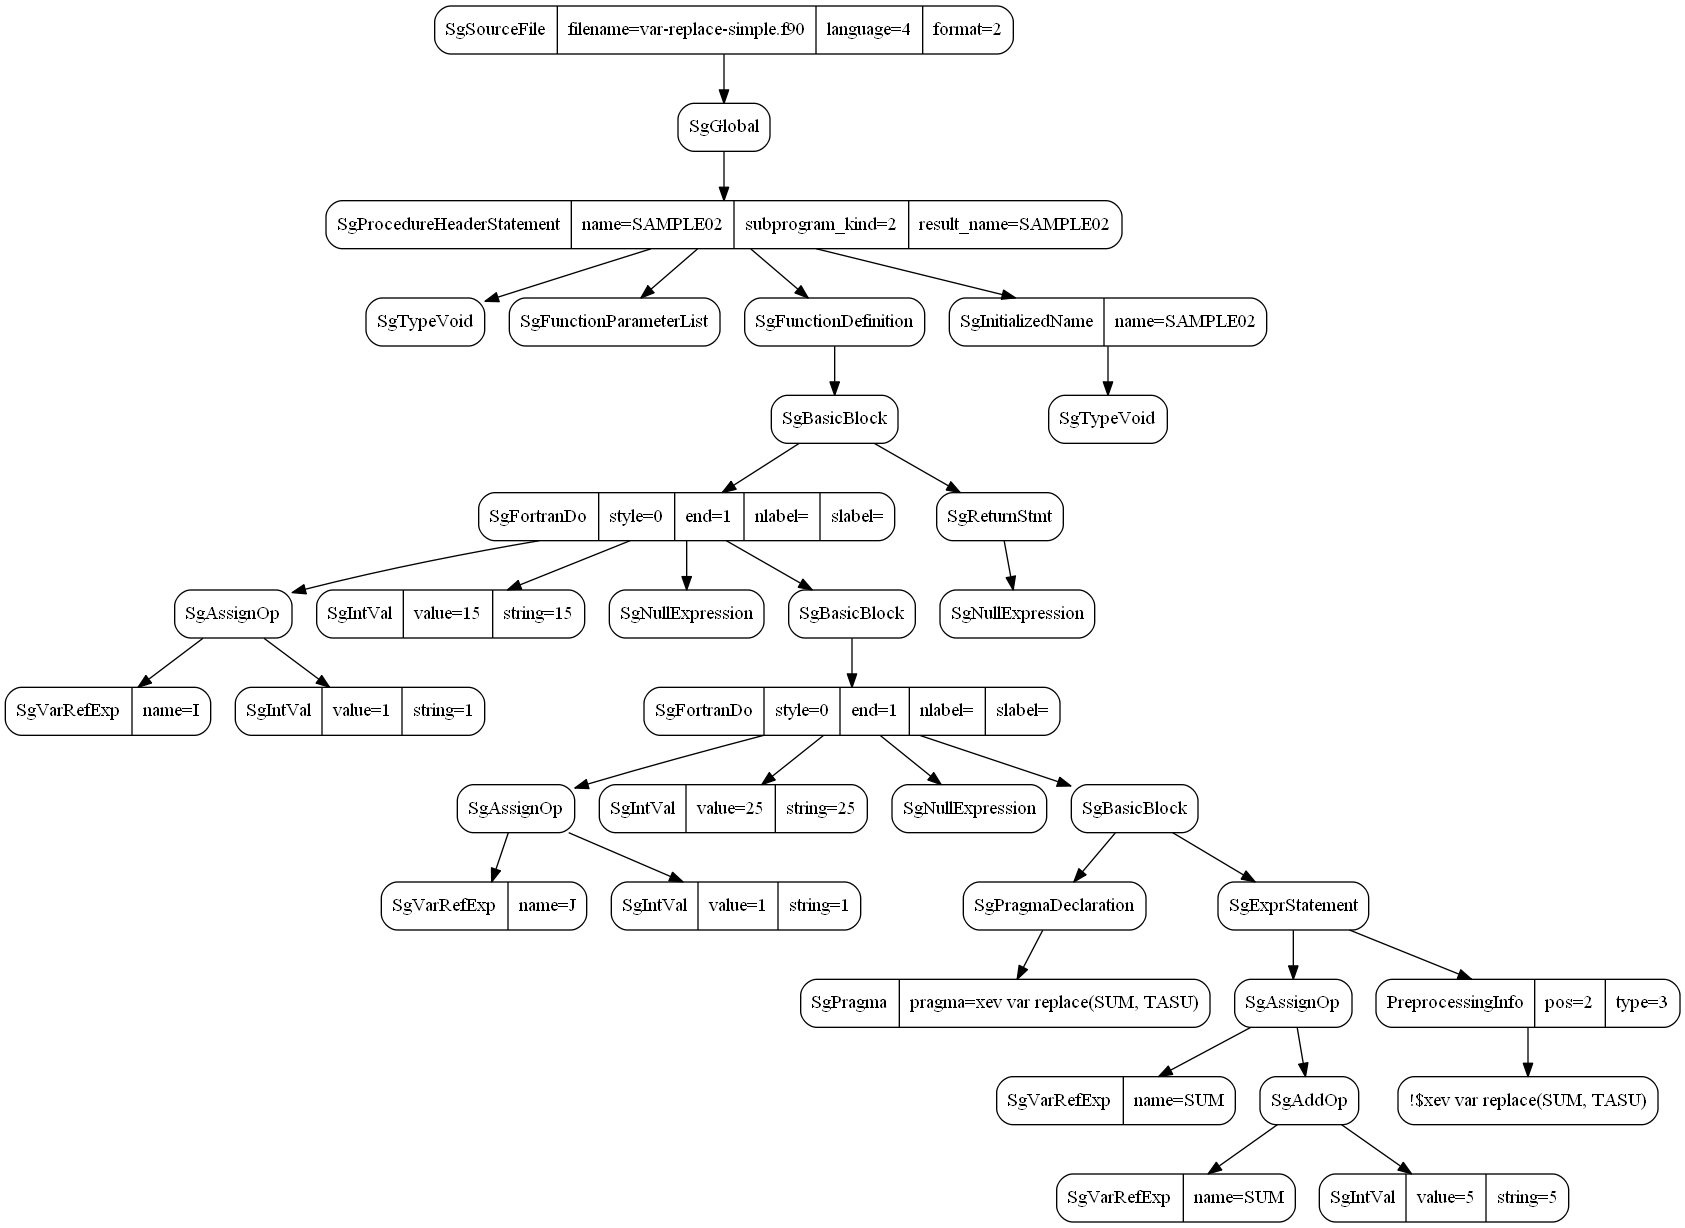 SgSourceFile filename=var-replace-simple.f90 language=4 format=2
SgGlobal
SgProcedureHeaderStatement name=SAMPLE02 subprogram_kind=2 result_name=SAMPLE02
SgTypeVoid
SgFunctionParameterList
SgFunctionDefinition
SgInitializedName name=SAMPLE02
SgBasicBlock
SgTypeVoid
SgFortranDo style=0 end=1 nlabel= slabel=
SgReturnStmt
SgAssignOp
SgIntVal value=15 string=15
SgNullExpression
SgBasicBlock
SgNullExpression
SgVarRefExp name=I
SgIntVal value=1 string=1
SgFortranDo style=0 end=1 nlabel= slabel=
SgAssignOp
SgIntVal value=25 string=25
SgNullExpression
SgBasicBlock
SgVarRefExp name=J
SgIntVal value=1 string=1
SgPragmaDeclaration
SgExprStatement
SgPragma pragma=xev var replace(SUM, TASU)
SgAssignOp
PreprocessingInfo pos=2 type=3
SgVarRefExp name=SUM
SgAddOp
!$xev var replace(SUM, TASU)
SgVarRefExp name=SUM
SgIntVal value=5 string=5